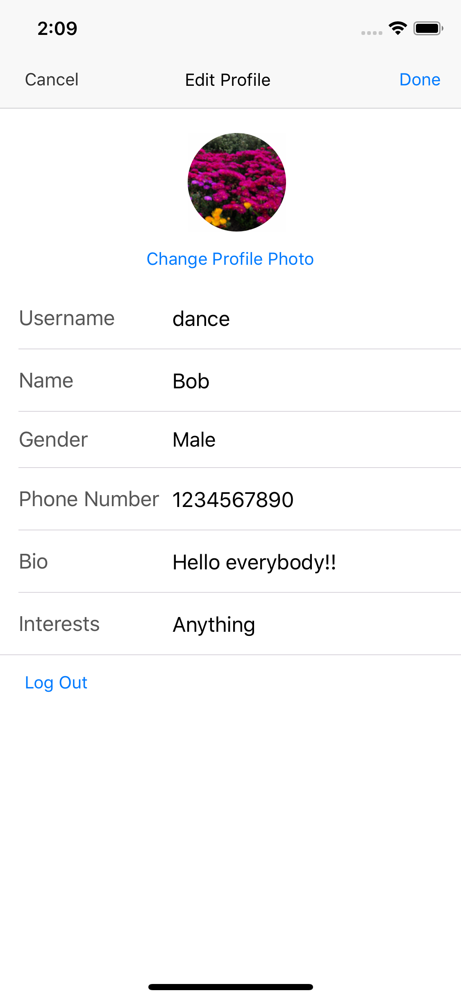 2:09
Cancel Edit Profile Done
Change Profile Photo
Username dance
Name Bob
Gender Male
Phone Number 1234567890
Bio Hello everybody!!
Interests Anything
Log Out